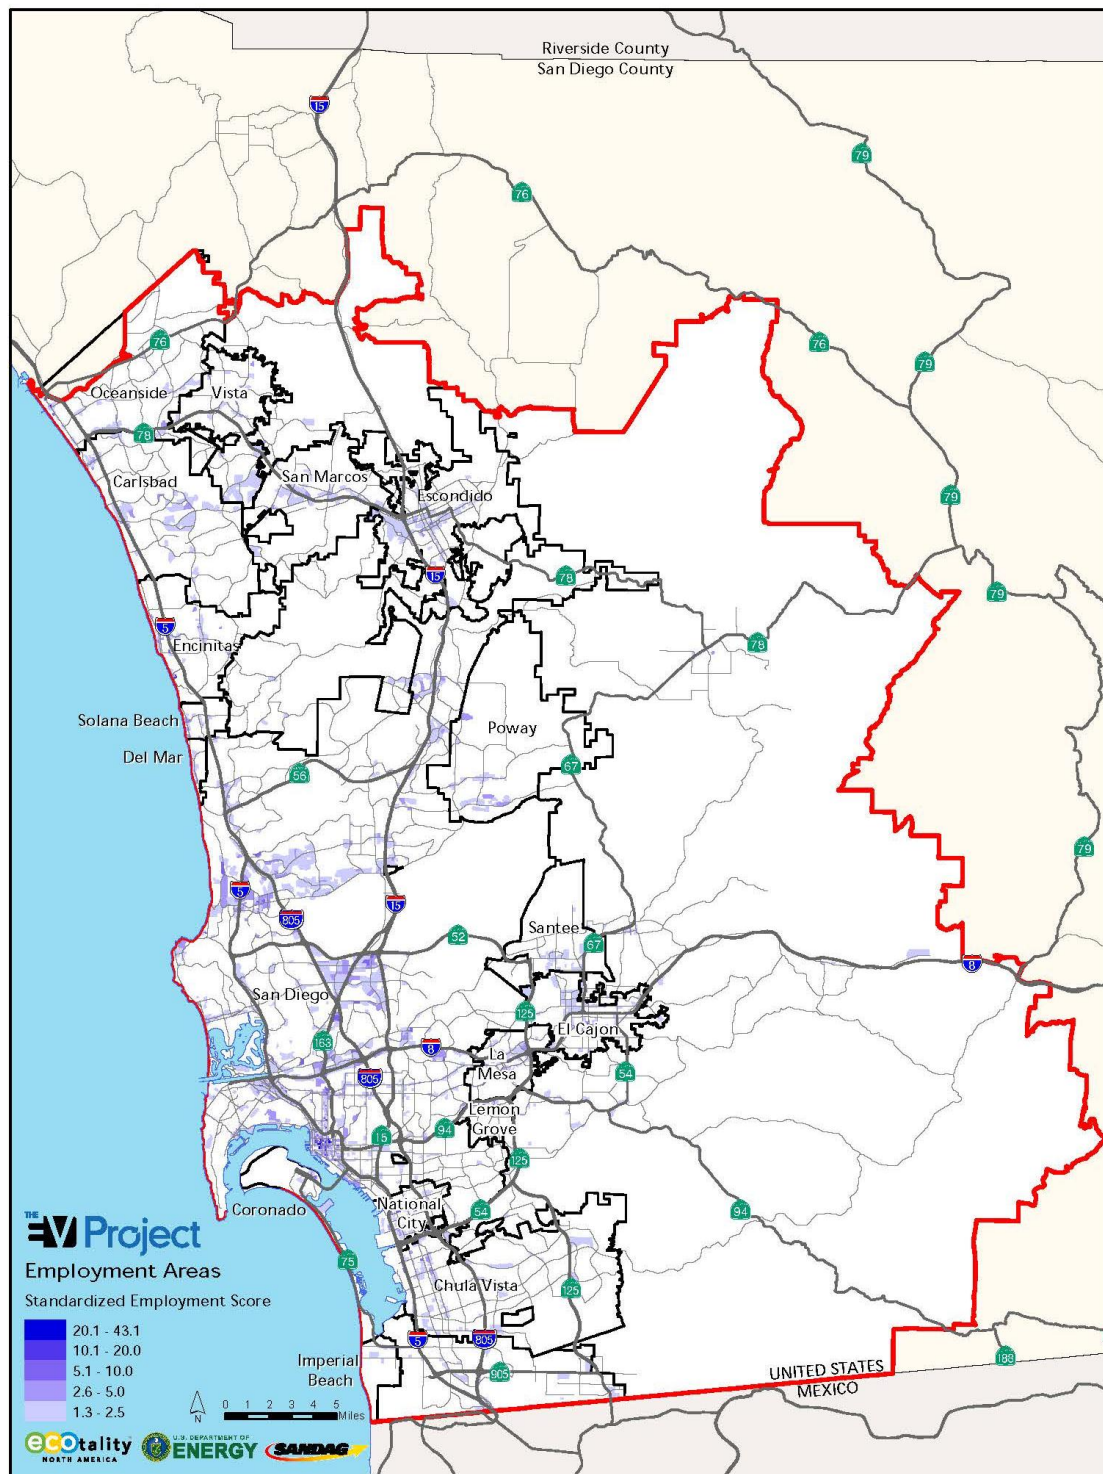 Riverside County
San Diego County
15
79
76
76
76
79
Oceanside
Vista
78
Carlsbad
San Marcos
Escondido
79
15
78
79
5
Encinitas
78
Solana Beach
Poway
Del Mar
56
67
79
5
805
15
Santee
52
67
8
San Diego
125
El Cajon
163
8
La
Mesa
805
54
Lemon
Grove
15
94
125
Coronado
National
City
54
94
75
Chula Vista
125
5
805
905
Imperial
Beach
188
UNITED STATES
MEXICO
THE
EV Project
Employment Areas
Standardized Employment Score
20.1 - 43.1
10.1 - 20.0
5.1 - 10.0
2.6 - 5.0
1.3 - 2.5
N
0 1 2 3 4 5
Miles
ecotality
NORTH AMERICA
U.S. DEPARTMENT OF
ENERGY
SANDAG